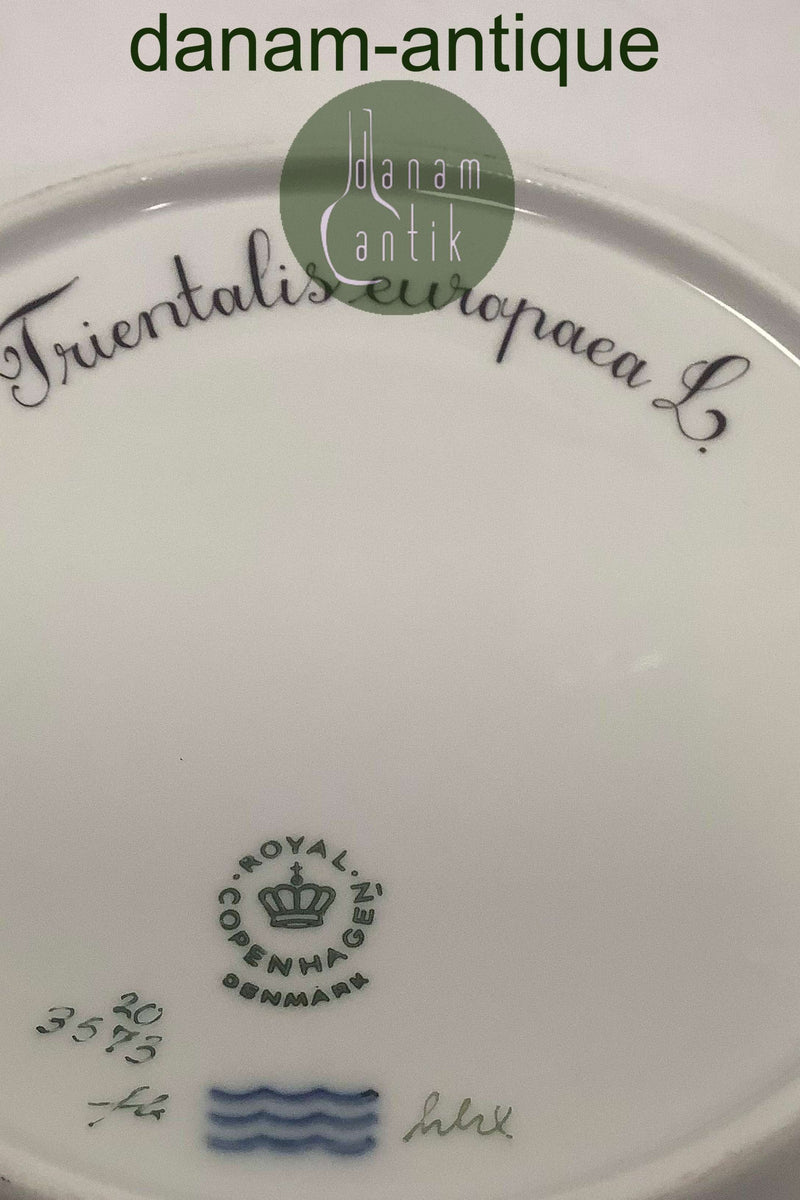 danam-antique
danam
antik
Trientalis europaea L.
ROYAL
COPENHAGEN
DENMARK
20
3573